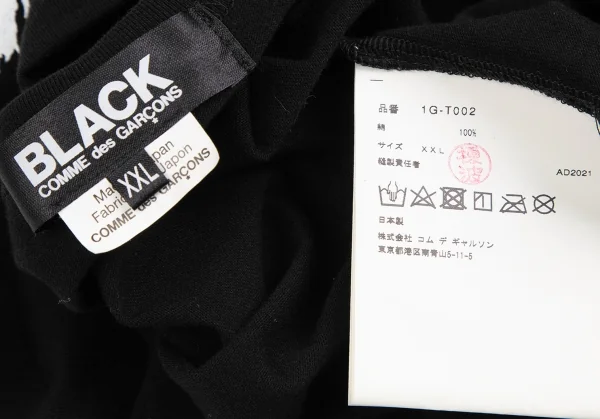 BLACK
COMME des GARÇONS
Made in Japan
Fabric Japon
XXL
COMME des GARÇONS
品番 1G-T002
綿 100%
サイズ XXL
縫製責任者
AD2021
日本製
株式会社 コム デ ギャルソン
東京都港区南青山5-11-5